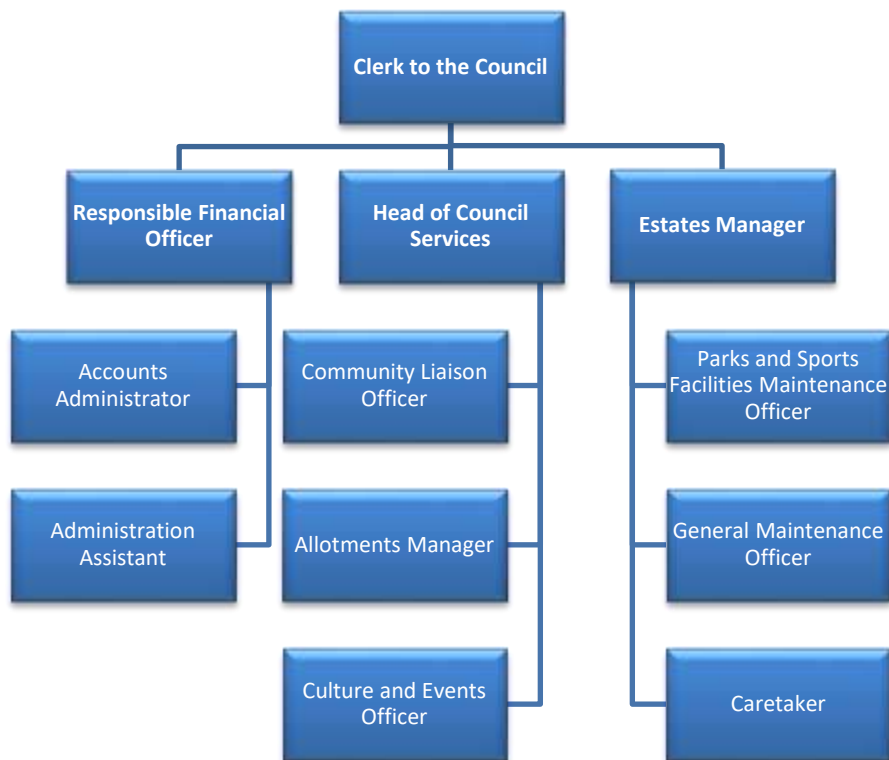 Clerk to the Council
Responsible Financial
Officer
Head of Council
Services
Estates Manager
Accounts
Administrator
Community Liaison
Officer
Parks and Sports
Facilities Maintenance
Officer
Administration
Assistant
Allotments Manager
General Maintenance
Officer
Culture and Events
Officer
Caretaker